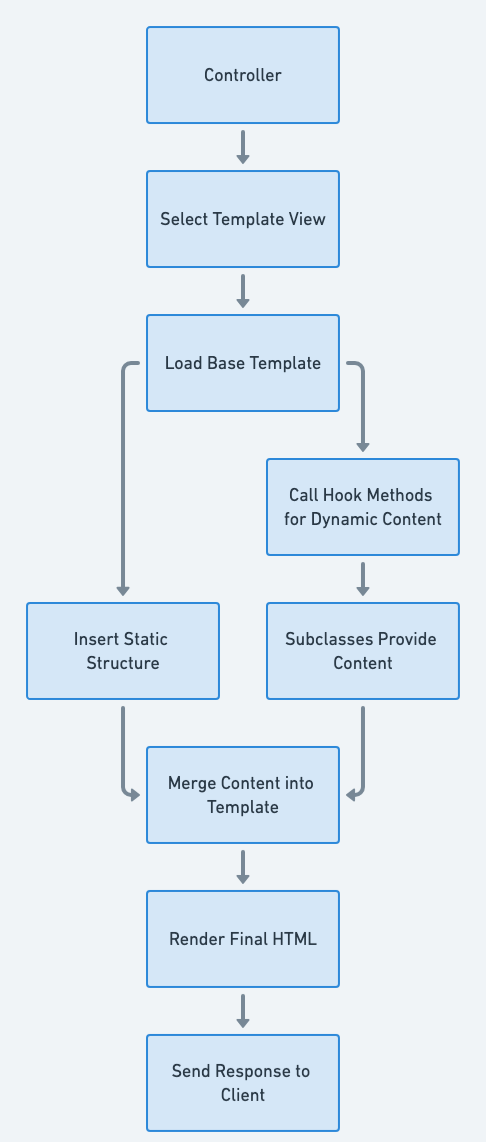 Controller
Select Template View
Load Base Template
Call Hook Methods
for Dynamic Content
Insert Static
Structure
Subclasses Provide
Content
Merge Content into
Template
Render Final HTML
Send Response to
Client